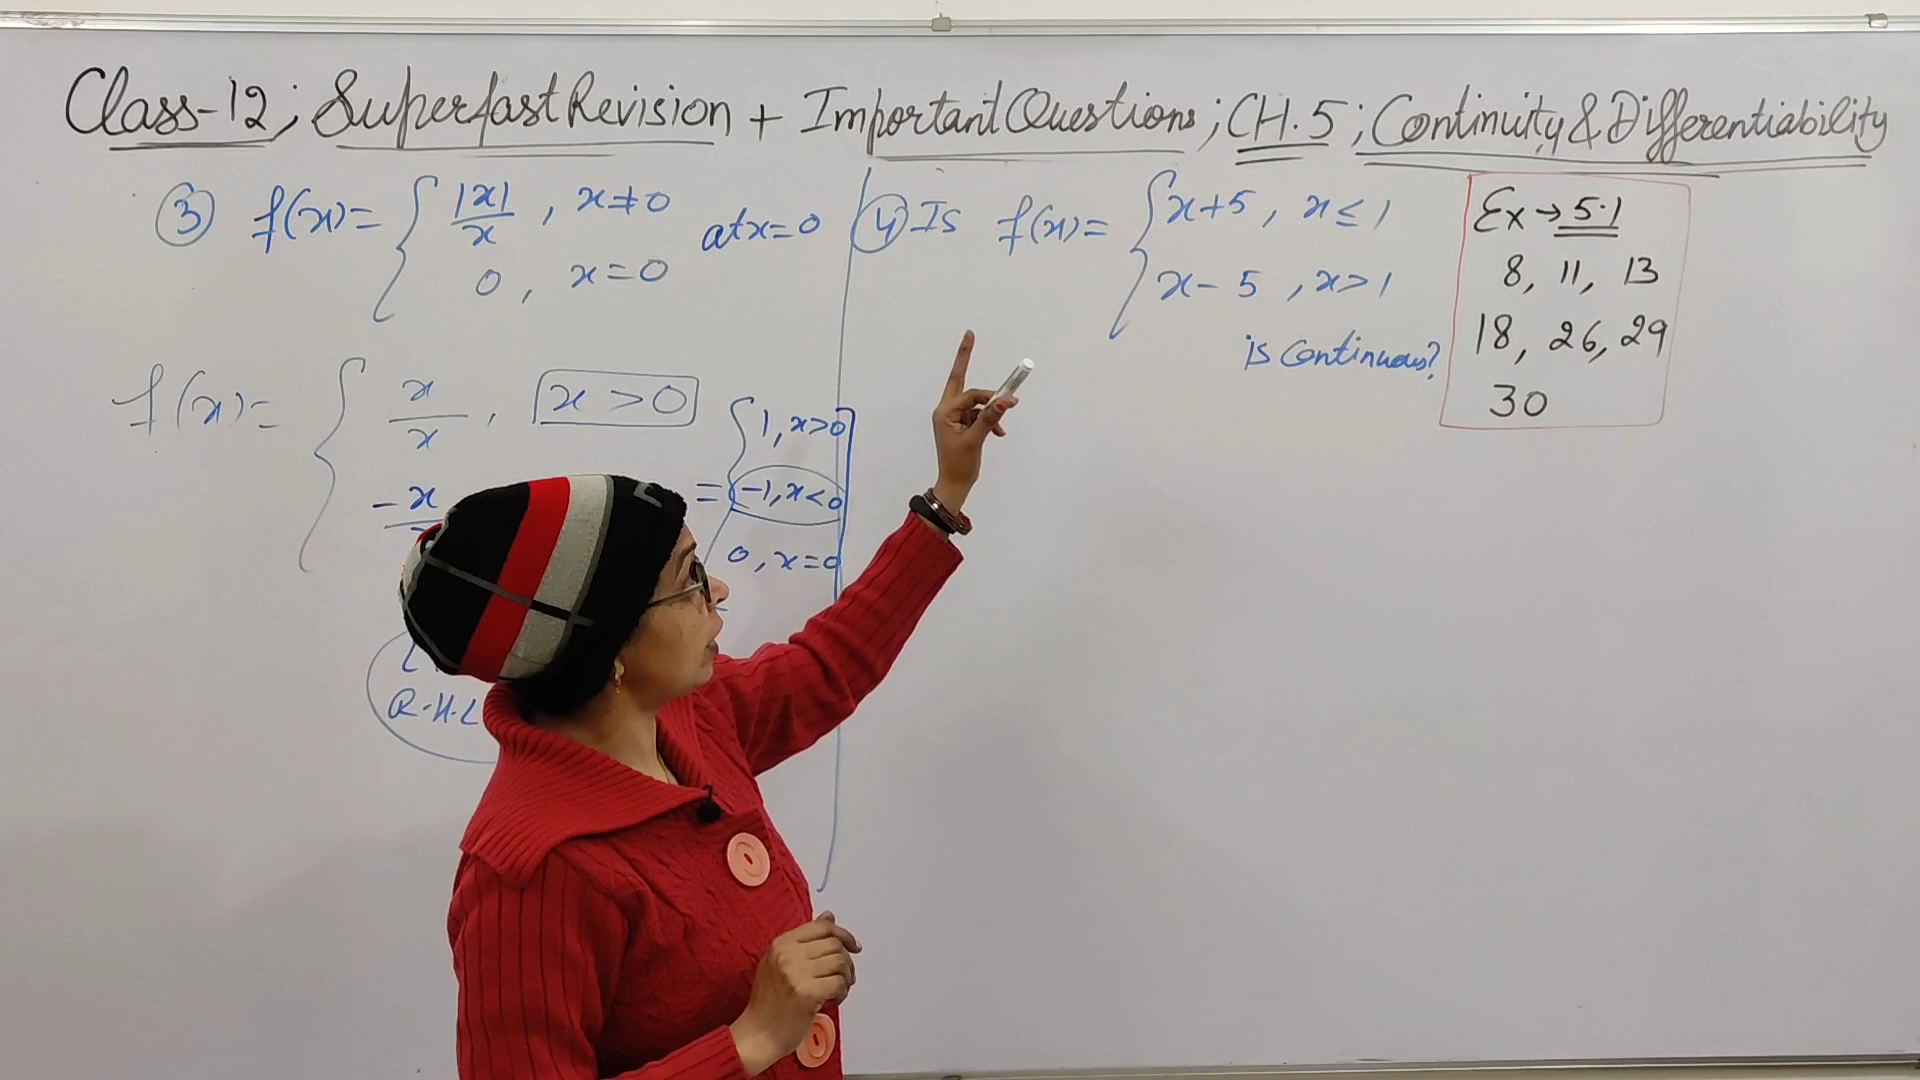 Class-12; Superfast Revision + Important Questions; CH.5; Continuity & Differentiability
③ f(x)= { |x|/x , x≠0
0 , x=0
at x=0
f(x)= { x/x , x>0
-x
= { 1, x>0
-1, x<0
0, x=0
R.H.L
④ Is f(x)= { x+5 , x≤1
x-5 , x>1
is Continuous?
Ex→5.1
8, 11, 13
18, 26, 29
30